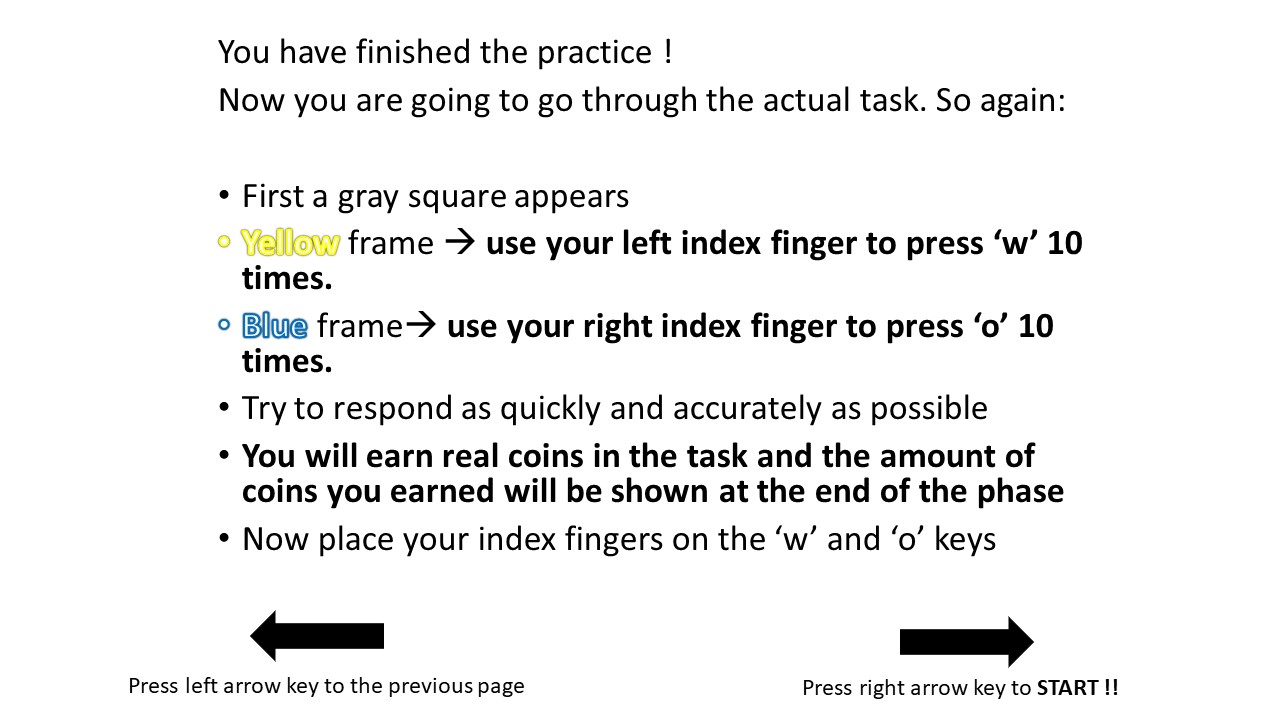 You have finished the practice !
Now you are going to go through the actual task. So again:
• First a gray square appears
• Yellow frame → use your left index finger to press ‘w’ 10
times.
• Blue frame→ use your right index finger to press ‘o’ 10
times.
• Try to respond as quickly and accurately as possible
• You will earn real coins in the task and the amount of
coins you earned will be shown at the end of the phase
• Now place your index fingers on the ‘w’ and ‘o’ keys
Press left arrow key to the previous page
Press right arrow key to START !!